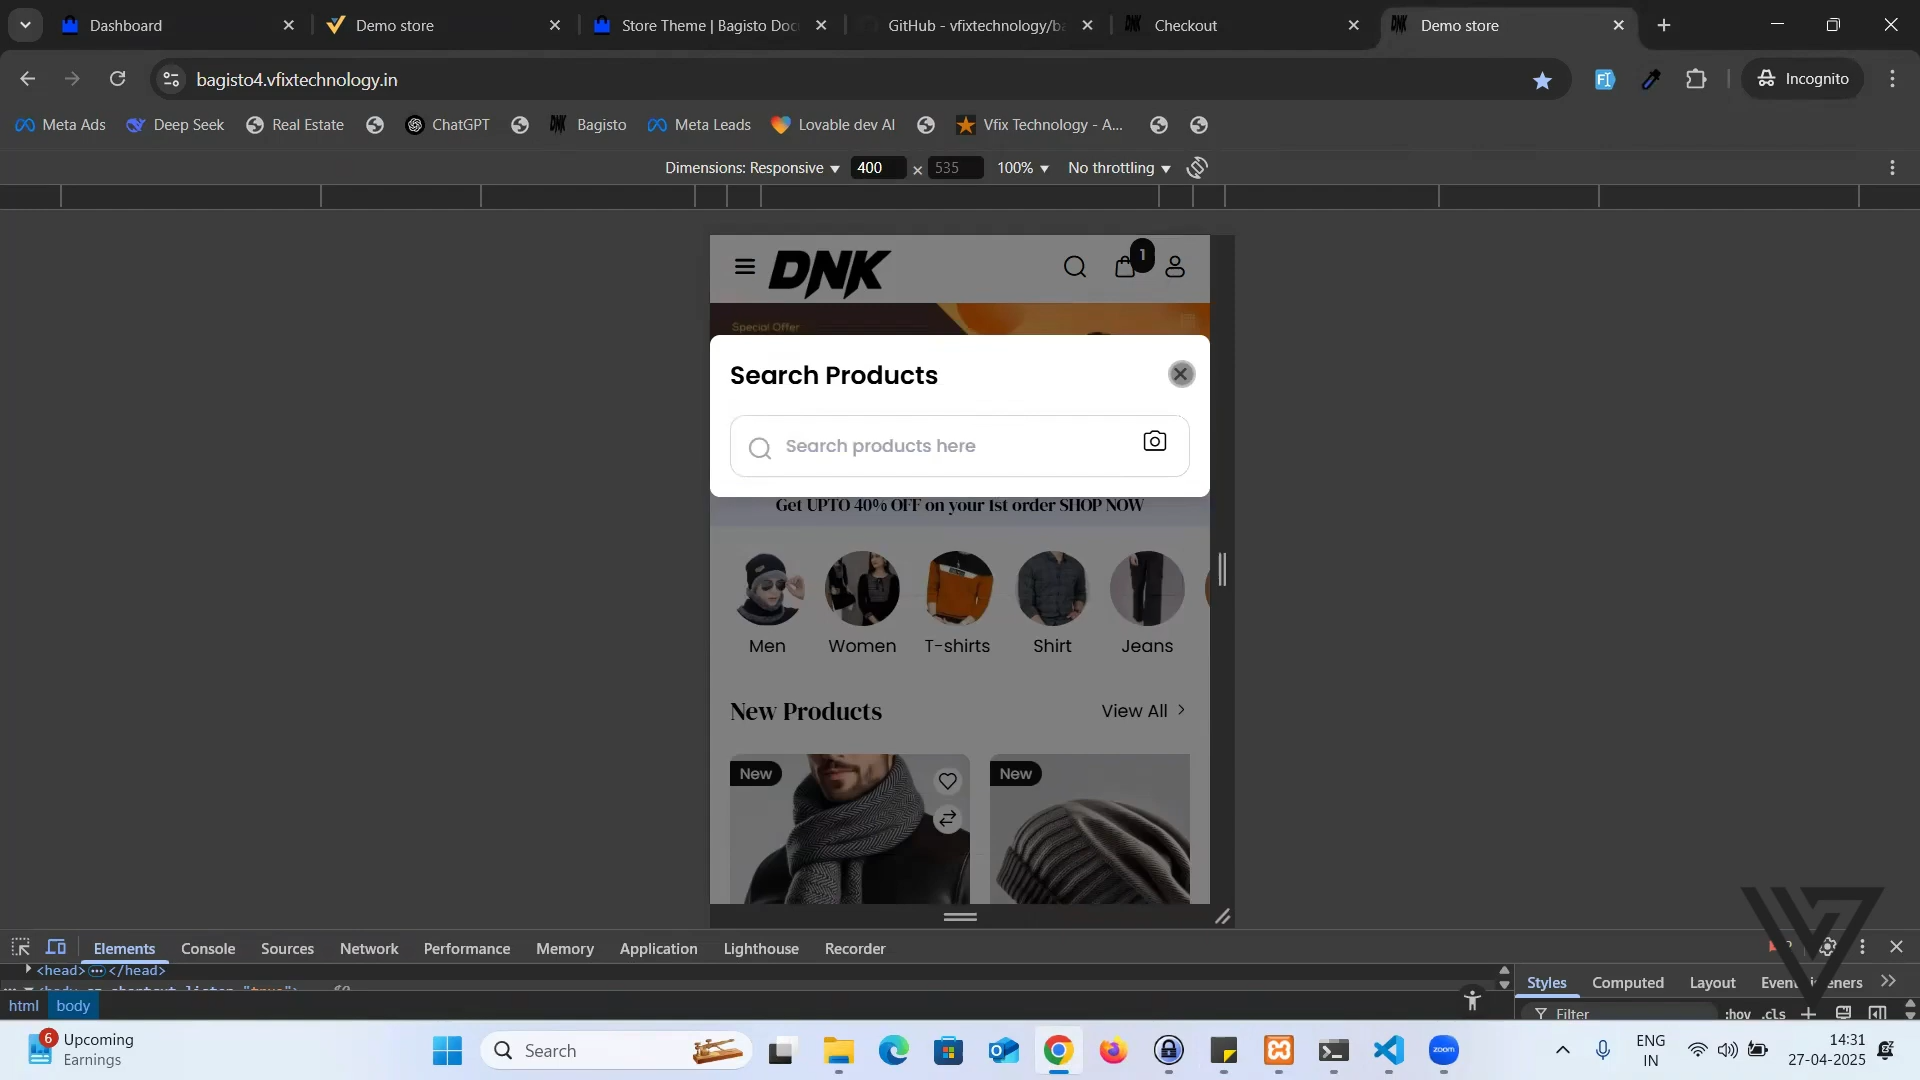 Dashboard
Demo store
Store Theme | Bagisto Doc
GitHub - vfixtechnology/ba
Checkout
Demo store
bagisto4.vfixtechnology.in
Incognito
Meta Ads
Deep Seek
Real Estate
ChatGPT
Bagisto
Meta Leads
Lovable dev AI
Vfix Technology - A...
Dimensions: Responsive
400
×
535
100%
No throttling
DNK
1
Special Offer
Search Products
Search products here
Get UPTO 40% OFF on your 1st order SHOP NOW
Men
Women
T-shirts
Shirt
Jeans
New Products
View All
New
New
Elements
Console
Sources
Network
Performance
Memory
Application
Lighthouse
Recorder
<head>•••</head>
html
body
Styles
Computed
Layout
Filter
:hov
.cls
6
Upcoming
Earnings
Search
zoom
ENG
IN
14:31
27-04-2025